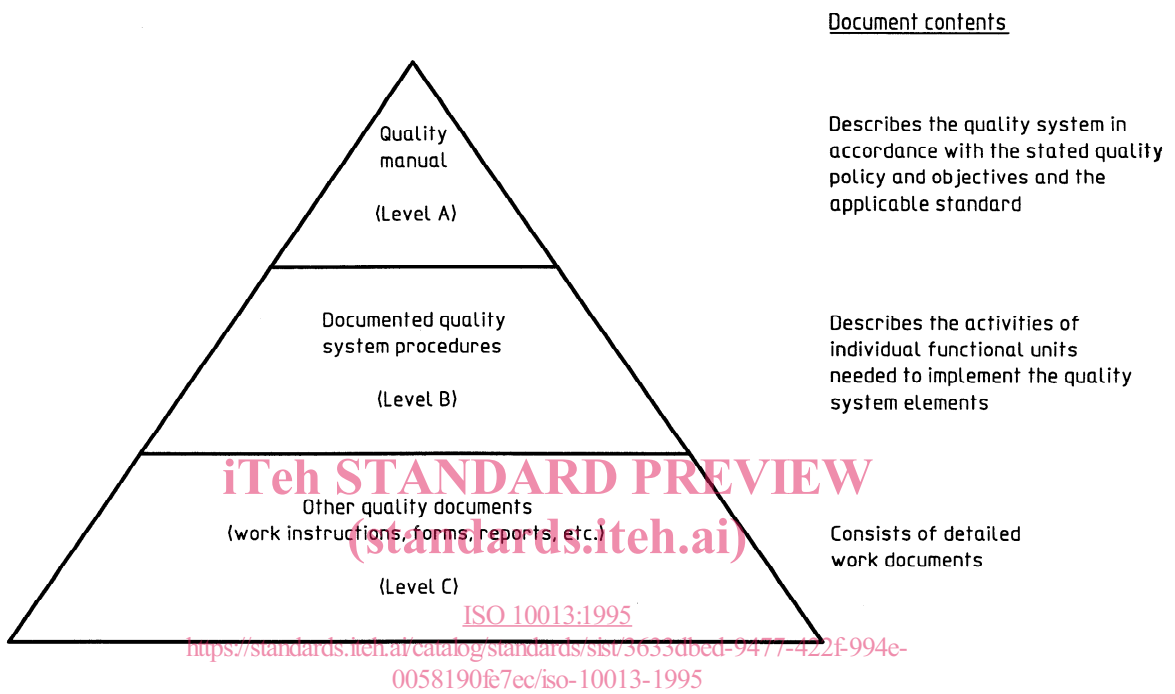 Document contents
Quality
manual
(Level A)
Describes the quality system in
accordance with the stated quality
policy and objectives and the
applicable standard
Documented quality
system procedures
(Level B)
Describes the activities of
individual functional units
needed to implement the quality
system elements
iTeh STANDARD PREVIEW
Other quality documents
(work instructions, forms, reports, etc.)
(standards.iteh.ai)
(Level C)
Consists of detailed
work documents
ISO 10013:1995
https://standards.iteh.ai/catalog/standards/sist/3633dbed-9477-422f-994e-
0058190fe7ec/iso-10013-1995